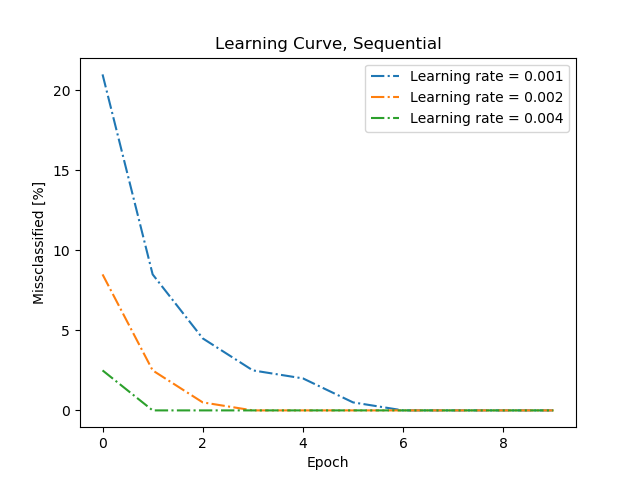 Learning Curve, Sequential
Learning rate = 0.001
Learning rate = 0.002
Learning rate = 0.004
Missclassified [%]
20
15
10
5
0
0 2 4 6 8
Epoch